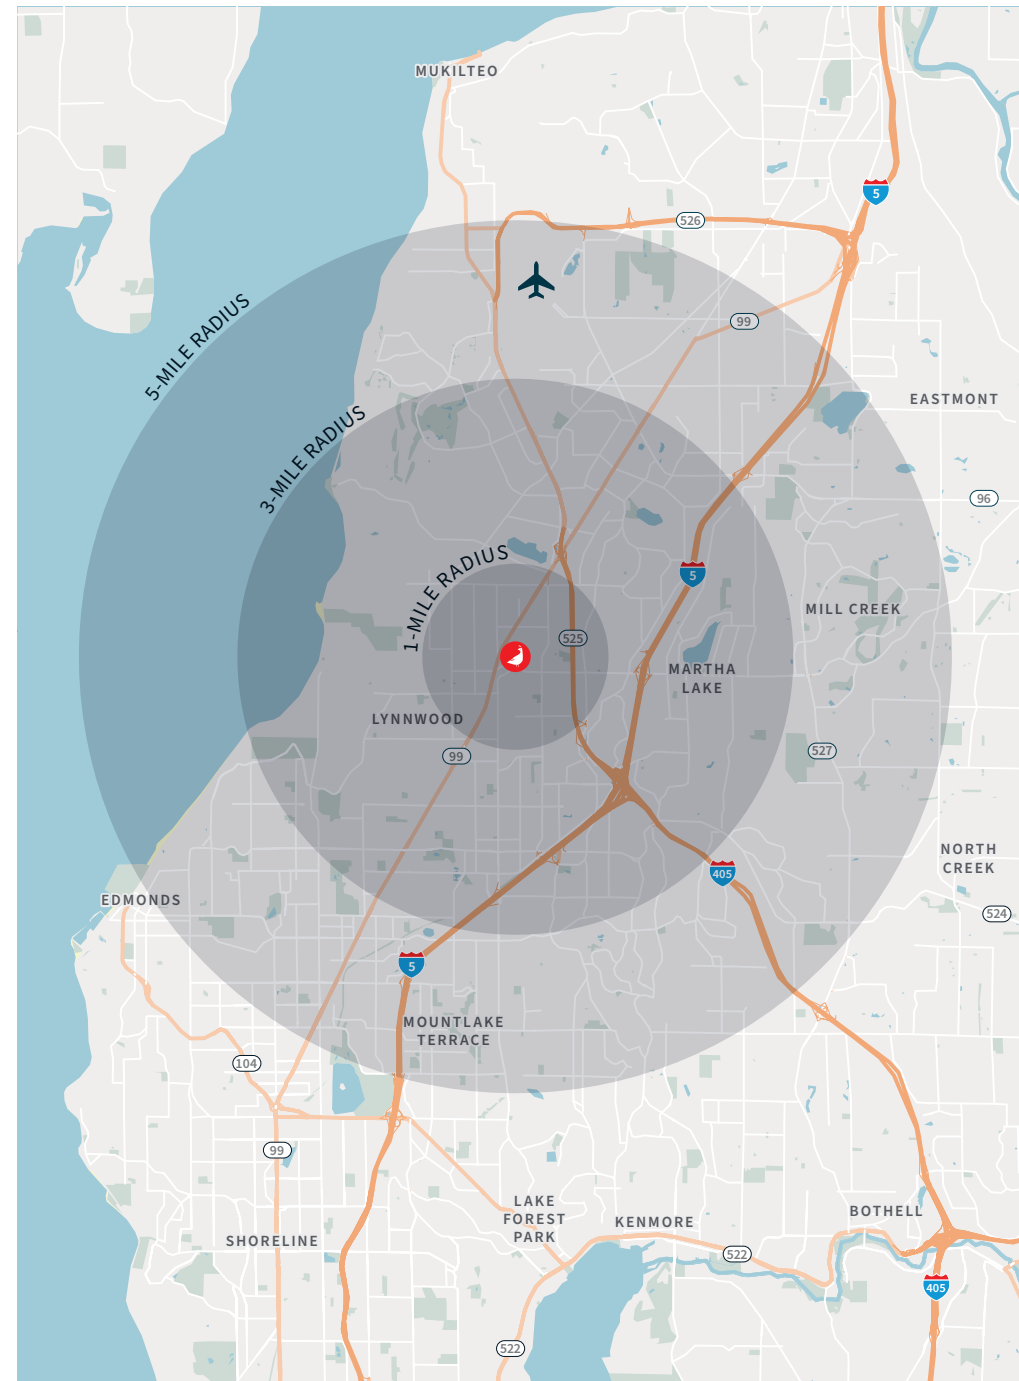 MUKILTEO
5
526
5-MILE RADIUS
99
EASTMONT
3-MILE RADIUS
96
1-MILE RADIUS
5
MILL CREEK
525
MARTHA
LAKE
LYNNWOOD
99
527
NORTH
CREEK
405
EDMONDS
524
5
MOUNTLAKE
TERRACE
104
99
LAKE
FOREST
PARK
KENMORE
BOTHELL
SHORELINE
522
405
522